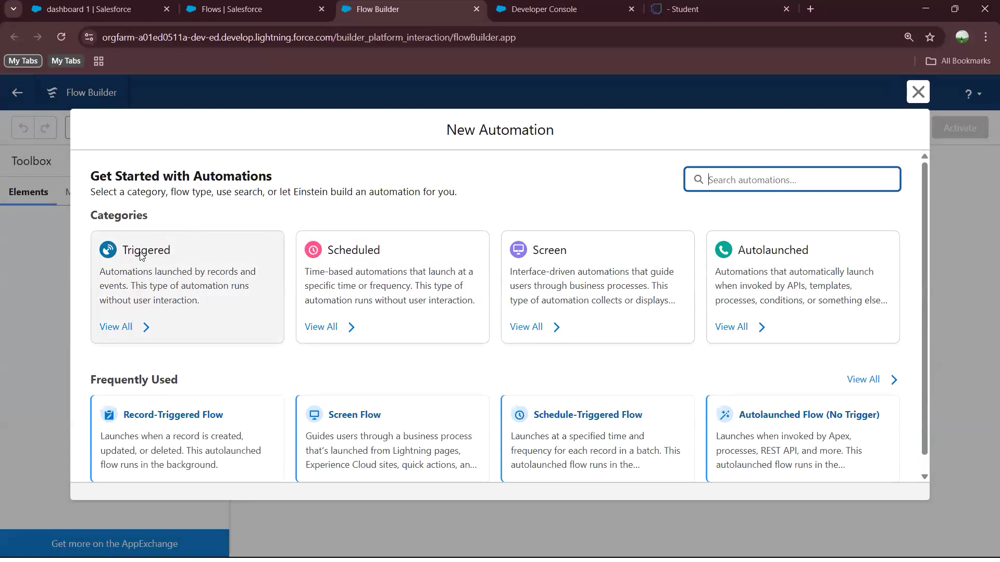 dashboard 1 | Salesforce
Flows | Salesforce
Flow Builder
Developer Console
- Student
orgfarm-a01ed0511a-dev-ed.develop.lightning.force.com/builder_platform_interaction/flowBuilder.app
My Tabs
My Tabs
All Bookmarks
Flow Builder
?
New Automation
Activate
Toolbox
Elements
M
Get Started with Automations
Select a category, flow type, use search, or let Einstein build an automation for you.
Search automations...
Categories
Triggered
Automations launched by records and
events. This type of automation runs
without user interaction.
View All
Scheduled
Time-based automations that launch at a
specific time or frequency. This type of
automation runs without user interaction.
View All
Screen
Interface-driven automations that guide
users through business processes. This
type of automation collects or displays...
View All
Autolaunched
Automations that automatically launch
when invoked by APIs, templates,
processes, conditions, or something else...
View All
Frequently Used
View All
Record-Triggered Flow
Launches when a record is created,
updated, or deleted. This autolaunched
flow runs in the background.
Screen Flow
Guides users through a business process
that's launched from Lightning pages,
Experience Cloud sites, quick actions, an...
Schedule-Triggered Flow
Launches at a specified time and
frequency for each record in a batch. This
autolaunched flow runs in the...
Autolaunched Flow (No Trigger)
Launches when invoked by Apex,
processes, REST API, and more. This
autolaunched flow runs in the...
Get more on the AppExchange